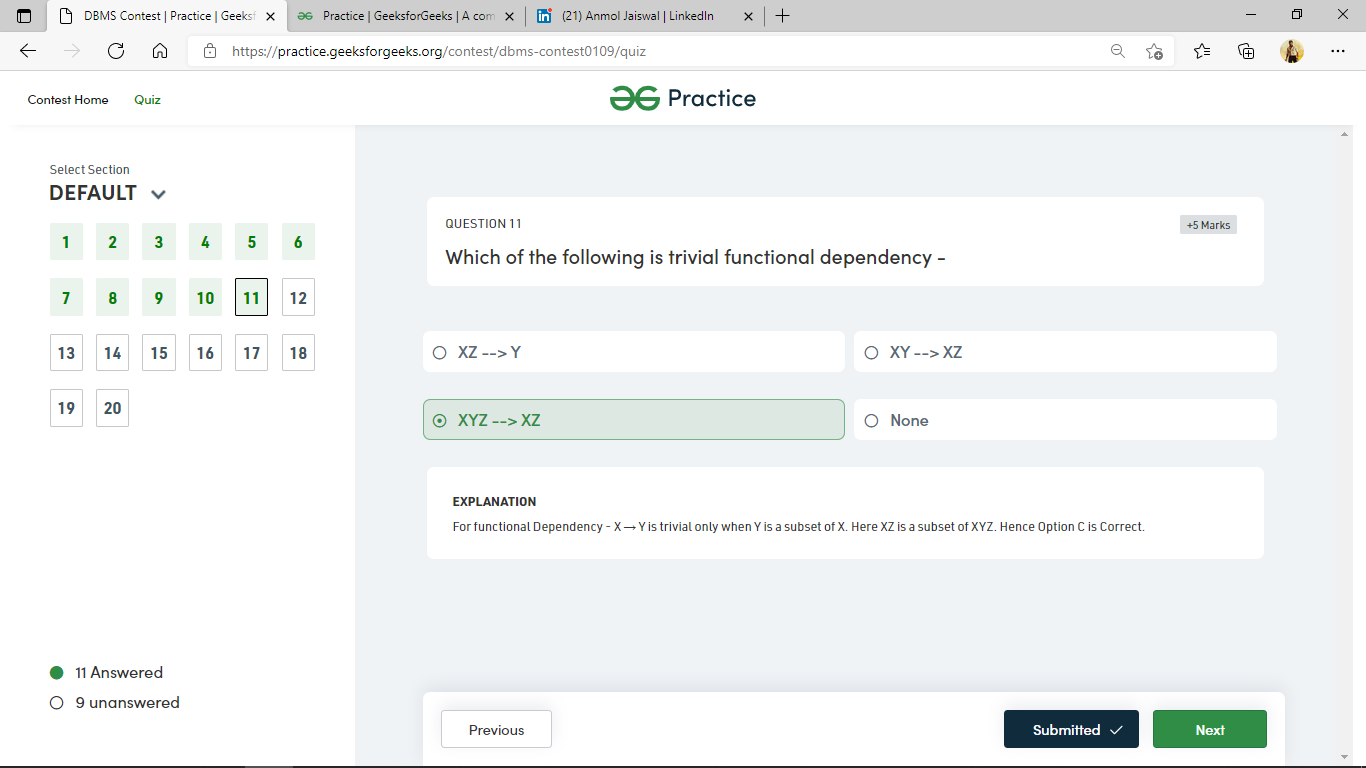 DBMS Contest | Practice | Geeksf
Practice | GeeksforGeeks | A com
(21) Anmol Jaiswal | LinkedIn
https://practice.geeksforgeeks.org/contest/dbms-contest0109/quiz
Contest Home
Quiz
Practice
Select Section
DEFAULT
1 2 3 4 5 6
7 8 9 10 11 12
13 14 15 16 17 18
19 20
11 Answered
9 unanswered
QUESTION 11
+5 Marks
Which of the following is trivial functional dependency -
XZ --> Y
XY --> XZ
XYZ --> XZ
None
EXPLANATION
For functional Dependency - X → Y is trivial only when Y is a subset of X. Here XZ is a subset of XYZ. Hence Option C is Correct.
Previous
Submitted ✓
Next